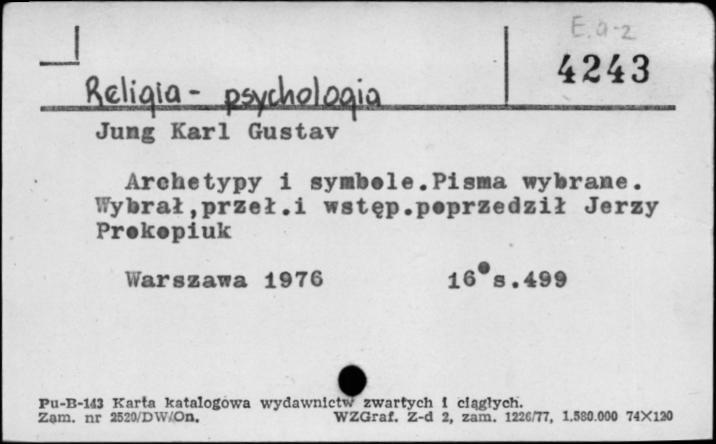 E.a-z
4243
Religia - psychologia
Jung Karl Gustav
Archetypy i symbole.Pisma wybrane.
Wybrał,przeł.i wstęp.poprzedził Jerzy
Prokopiuk
Warszawa 1976 16° s.499
Pu-B-143 Karta katalogowa wydawnictw zwartych i ciągłych.
Zam. nr 2520/DW/On. WZGraf. Z-d 2, zam. 1226/77, 1.580.000 74X120